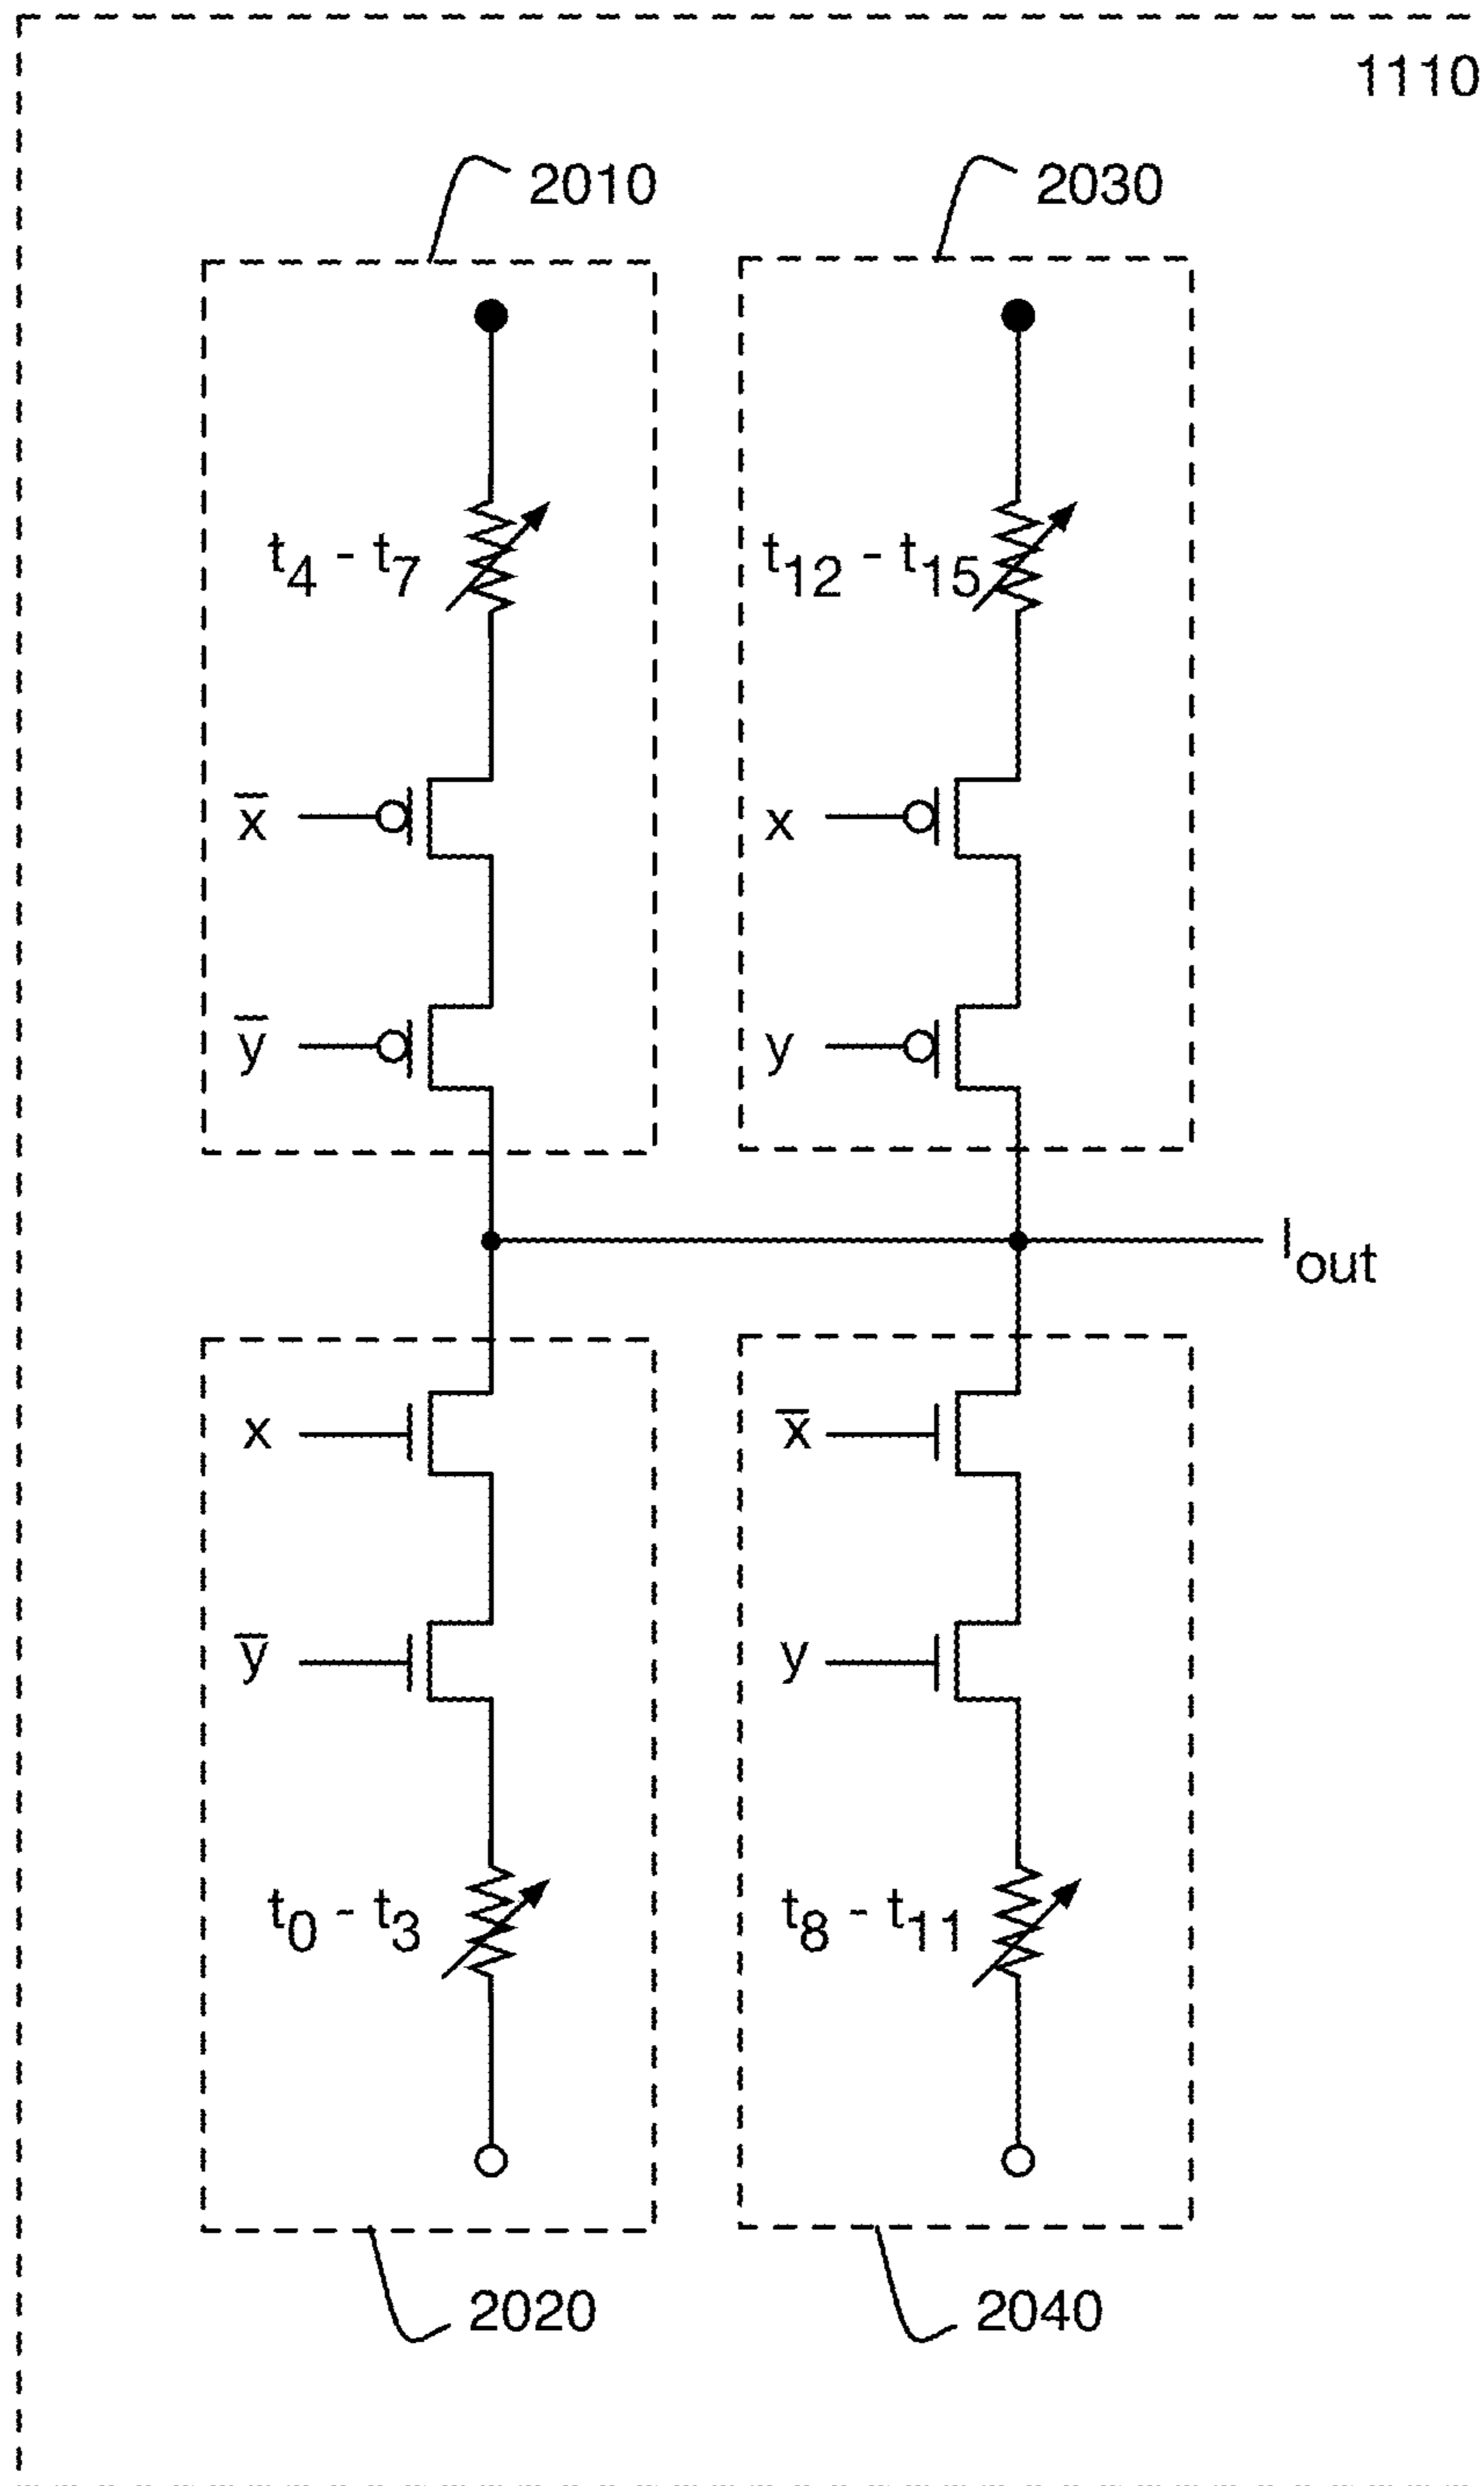 1110
2010
2030
t₄ - t₇
t₁₂ - t₁₅
x̅
x
y̅
y
Iout
x
x̅
y̅
y
t₀ - t₃
t₈ - t₁₁
2020
2040